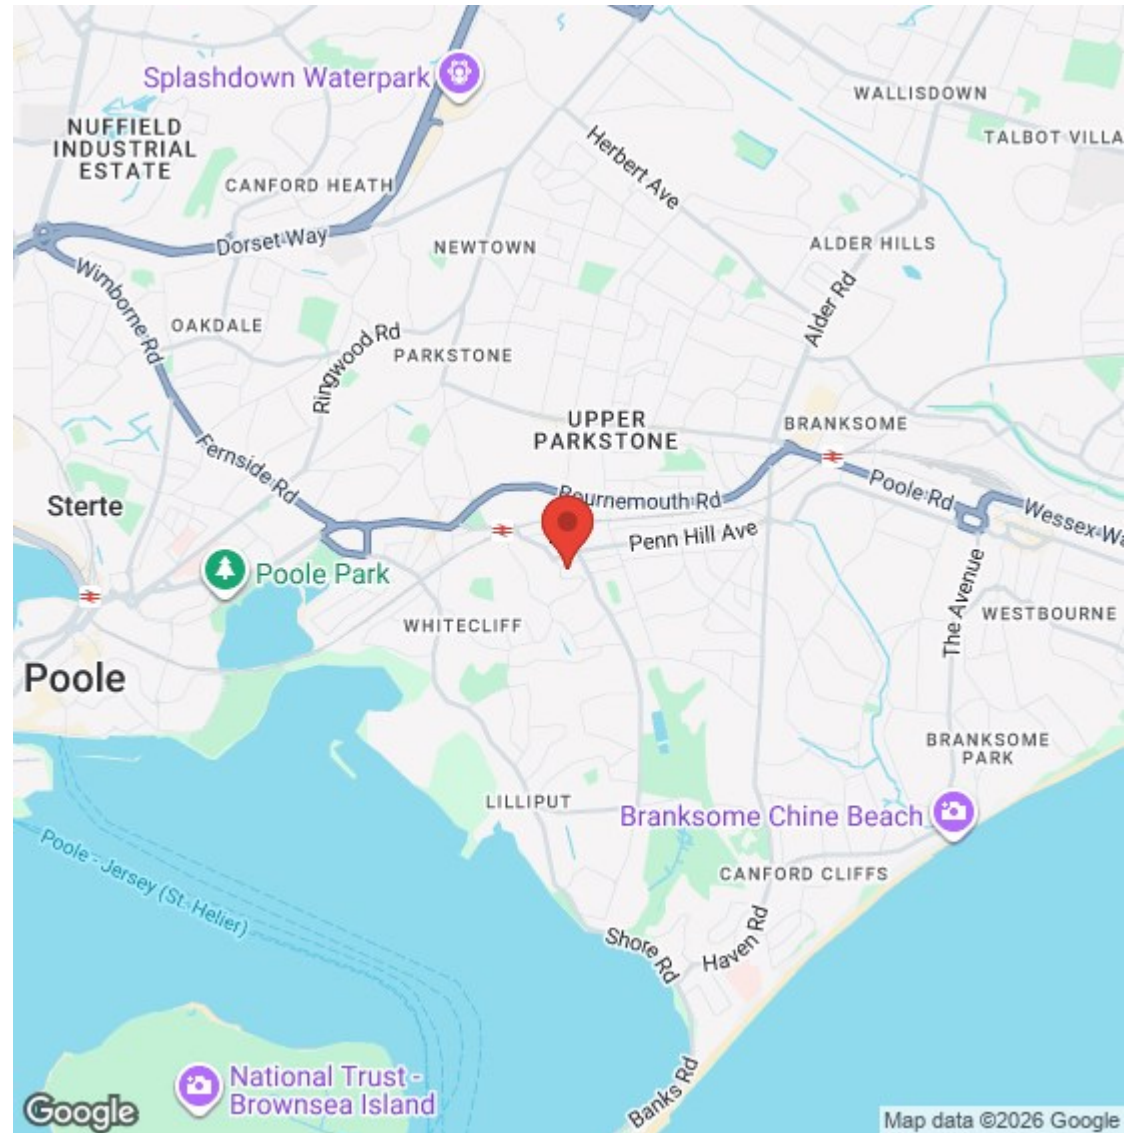 Splashdown Waterpark
WALLISDOWN
NUFFIELD
INDUSTRIAL
ESTATE
TALBOT VILLA
Herbert Ave
CANFORD HEATH
Dorset Way
NEWTOWN
ALDER HILLS
Wimborne Rd
Alder Rd
OAKDALE
Ringwood Rd
PARKSTONE
UPPER
PARKSTONE
BRANKSOME
Fernside Rd
Sterte
Bournemouth Rd
Poole Rd
Wessex Wa
Penn Hill Ave
Poole Park
The Avenue
WESTBOURNE
WHITECLIFF
Poole
BRANKSOME
PARK
LILLIPUT
Branksome Chine Beach
Poole - Jersey (St. Helier)
CANFORD CLIFFS
Shore Rd
Haven Rd
National Trust -
Brownsea Island
Banks Rd
Google
Map data ©2026 Google